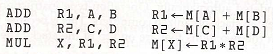 ADD R1, A, B R1 ← M[A] + M[B]
ADD R2, C, D R2 ← M[C] + M[D]
MUL X, R1, R2 M[X] ← R1 * R2